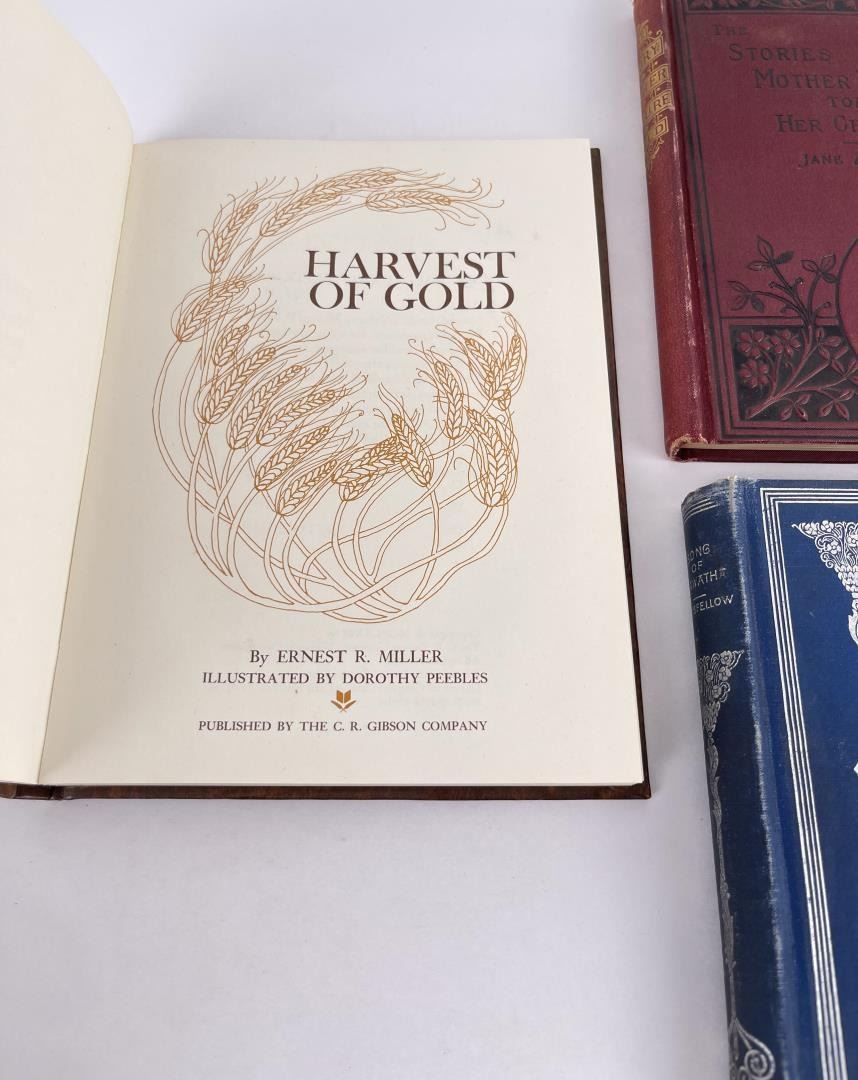 HARVEST
OF GOLD
By ERNEST R. MILLER
ILLUSTRATED BY DOROTHY PEEBLES
PUBLISHED BY THE C. R. GIBSON COMPANY
THE
STORIES
MOTHER
TO
HER
JANE
OF